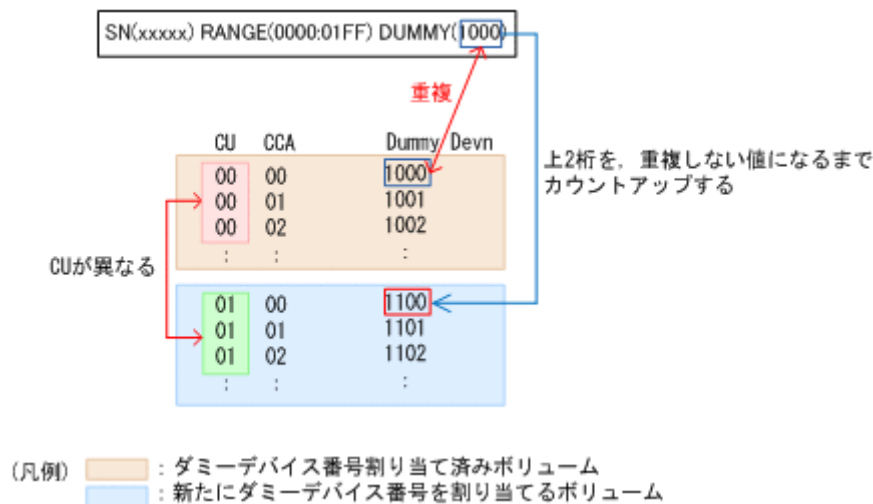 SN(xxxxx) RANGE(0000:01FF) DUMMY(1000)
重複
CU CCA Dummy Devn
00 00 1000
00 01 1001
00 02 1002
: : :
上2桁を，重複しない値になるまで
カウントアップする
CUが異なる
01 00 1100
01 01 1101
01 02 1102
: : :
(凡例) : ダミーデバイス番号割り当て済みボリューム
: 新たにダミーデバイス番号を割り当てるボリューム